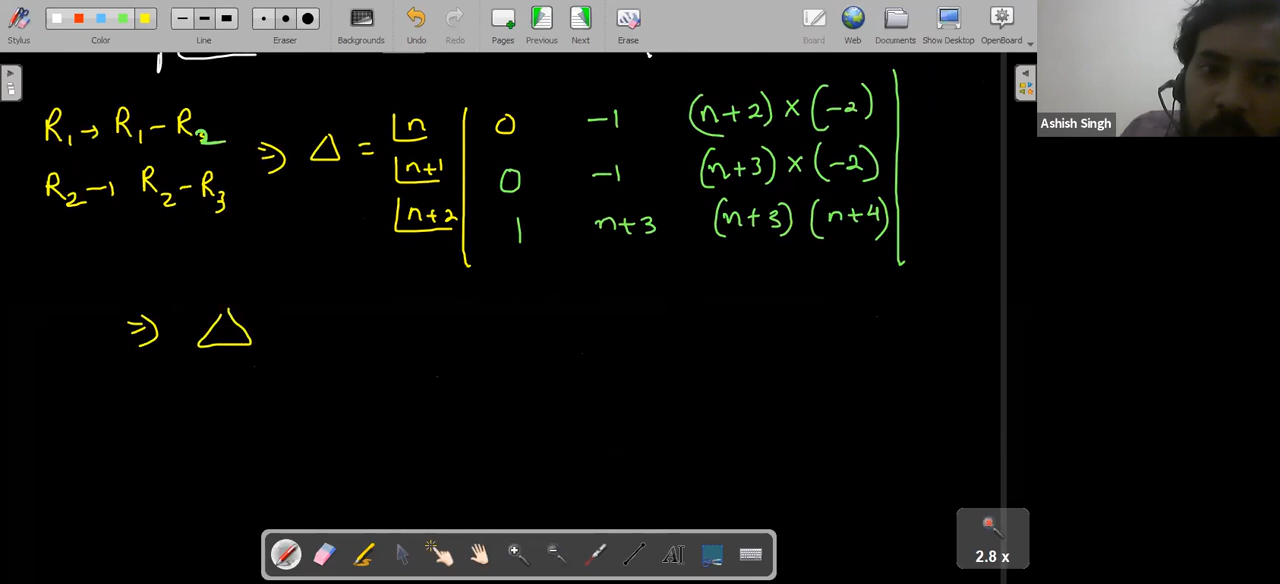 Stylus Color Line Eraser Backgrounds Undo Redo Pages Previous Next Erase Board Web Documents Show Desktop OpenBoard
Ashish Singh
R₁ → R₁ – R₂
R₂ → R₂ – R₃
⇒ Δ = |n |n+1 |n+2
0 –1 (n+2) × (–2)
0 –1 (n+3) × (–2)
1 n+3 (n+3) (n+4)
⇒ Δ
2.8 x